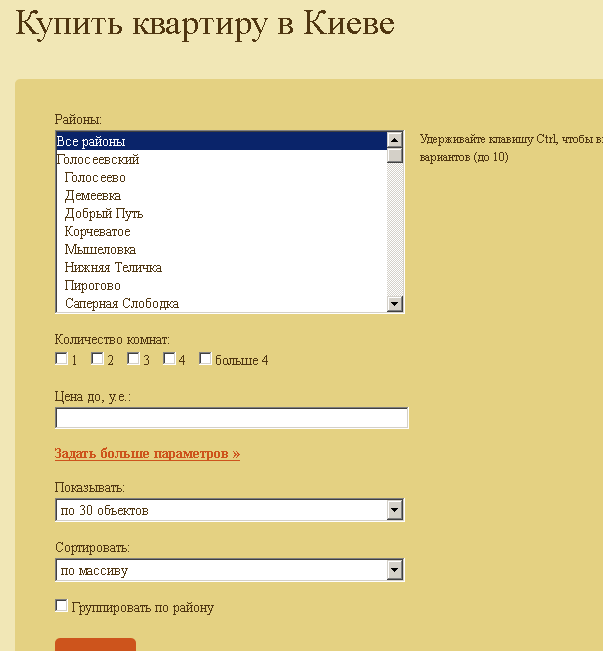 Купить квартиру в Киеве
Районы:
Все районы
Голосеевский
Голосеево
Демеевка
Добрый Путь
Корчеватое
Мышеловка
Нижняя Теличка
Пирогово
Саперная Слободка
Удерживайте клавишу Ctrl, чтобы
вариантов (до 10)
Количество комнат:
1 2 3 4 больше 4
Цена до, у.е.:
Задать больше параметров »
Показывать:
по 30 объектов
Сортировать:
по массиву
Группировать по району